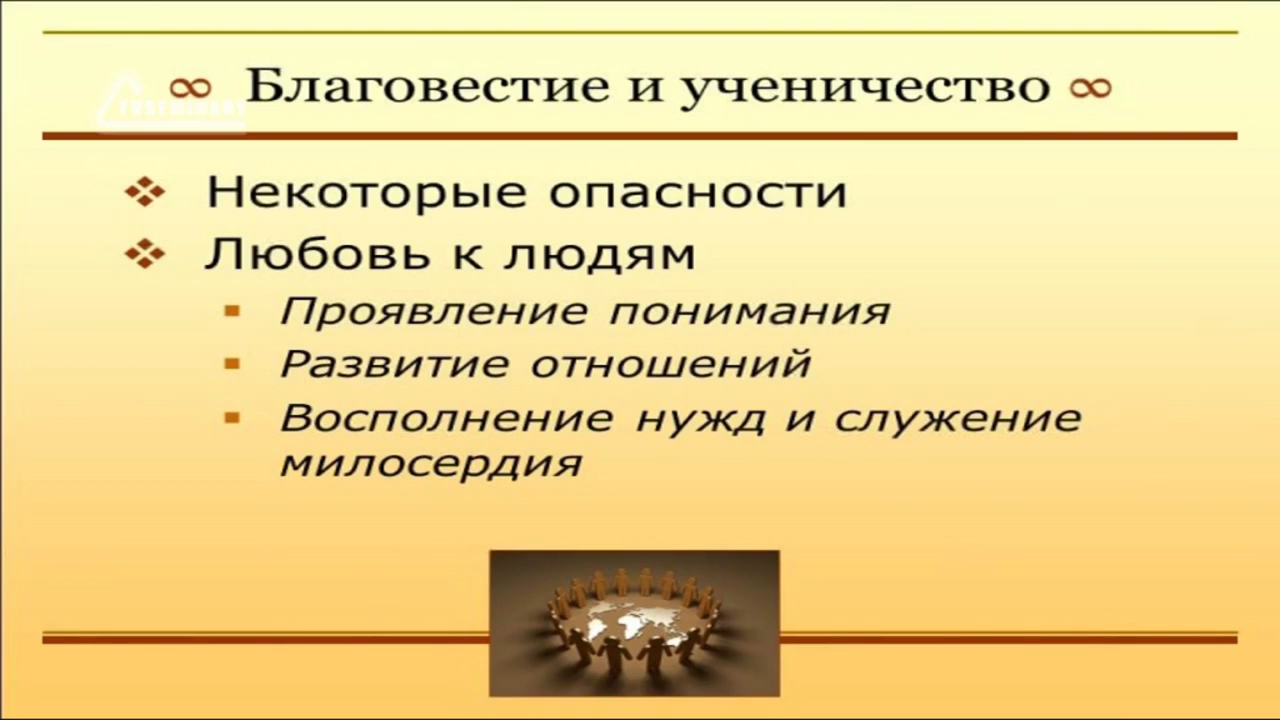 ∞ Благовестие и ученичество ∞
Некоторые опасности
Любовь к людям
Проявление понимания
Развитие отношений
Восполнение нужд и служение
милосердия